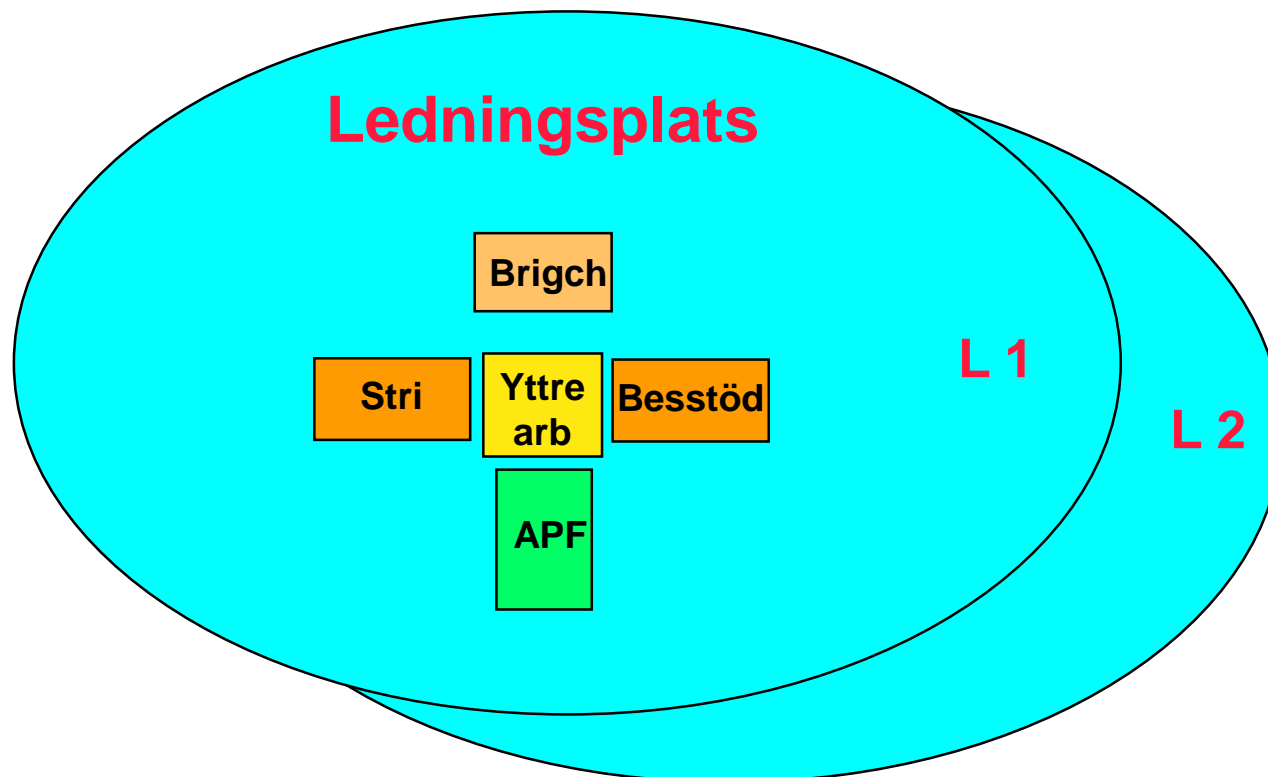 Ledningsplats
Brigch
L 1
Stri
Yttre
arb
Besstöd
L 2
APF